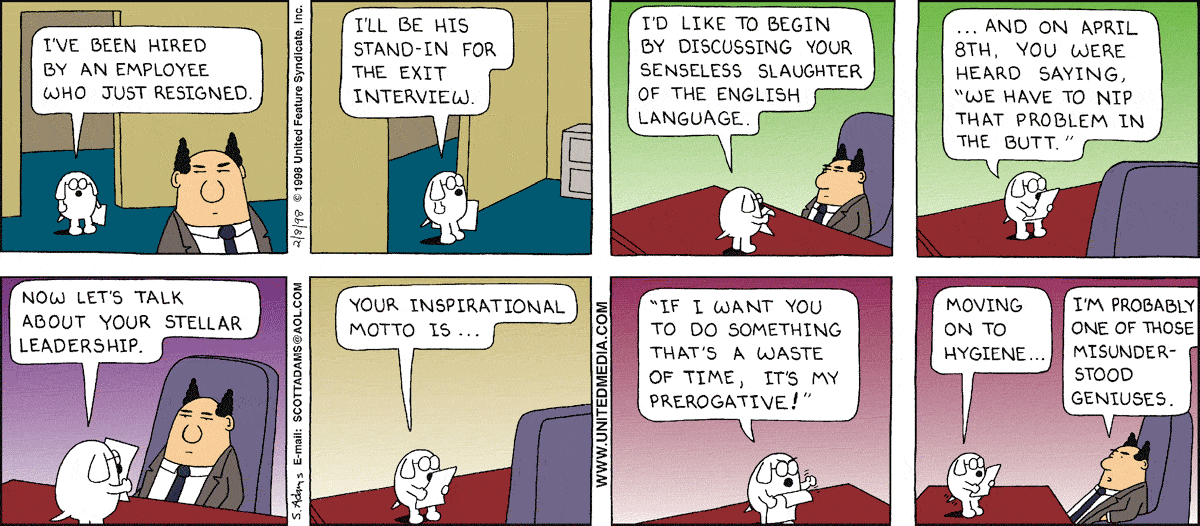 I'VE BEEN HIRED
BY AN EMPLOYEE
WHO JUST RESIGNED.
2/8/98 © 1998 United Feature Syndicate, Inc.
I'LL BE HIS
STAND-IN FOR
THE EXIT
INTERVIEW.
I'D LIKE TO BEGIN
BY DISCUSSING YOUR
SENSELESS SLAUGHTER
OF THE ENGLISH
LANGUAGE.
...AND ON APRIL
8TH, YOU WERE
HEARD SAYING,
"WE HAVE TO NIP
THAT PROBLEM IN
THE BUTT."
NOW LET'S TALK
ABOUT YOUR STELLAR
LEADERSHIP.
S. Adams E-mail: SCOTTADAMS@AOL.COM
YOUR INSPIRATIONAL
MOTTO IS ...
WWW.UNITEDMEDIA.COM
"IF I WANT YOU
TO DO SOMETHING
THAT'S A WASTE
OF TIME, IT'S MY
PREROGATIVE!"
MOVING
ON TO
HYGIENE...
I'M PROBABLY
ONE OF THOSE
MISUNDER-
STOOD
GENIUSES.